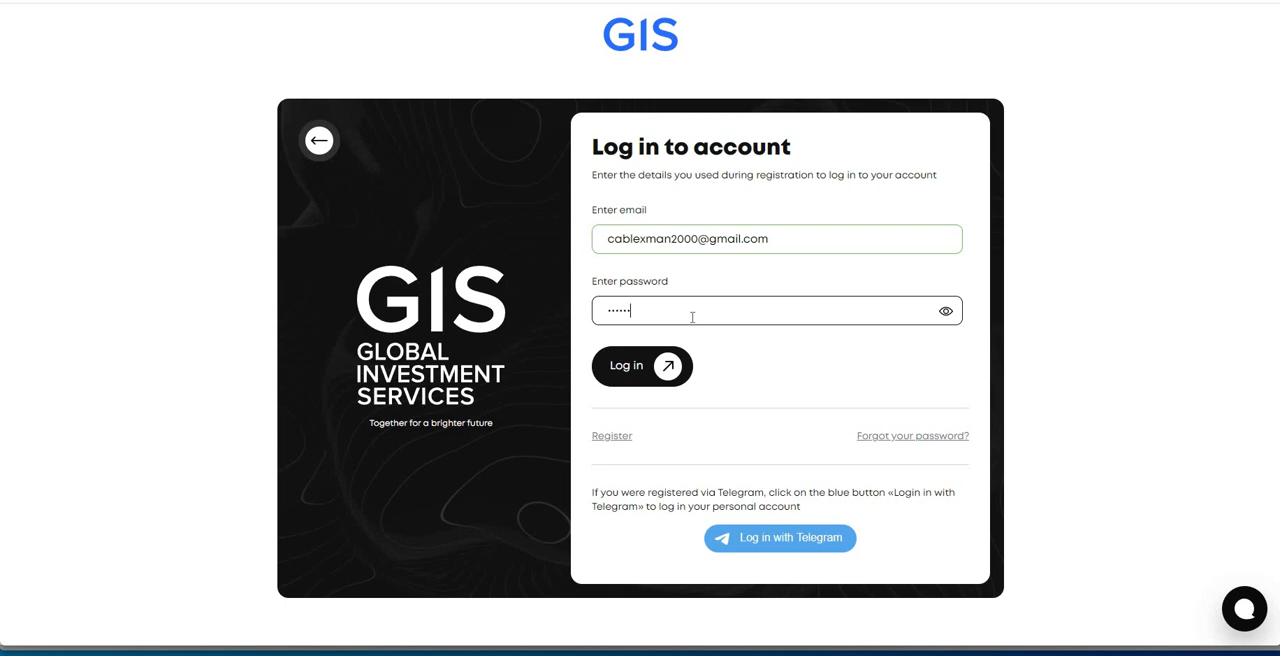 GIS
Log in to account
Enter the details you used during registration to log in to your account
Enter email
cablexman2000@gmail.com
Enter password
••••••
Log in
Register
Forgot your password?
If you were registered via Telegram, click on the blue button «Login in with
Telegram» to log in your personal account
Log in with Telegram
GIS
GLOBAL
INVESTMENT
SERVICES
Together for a brighter future